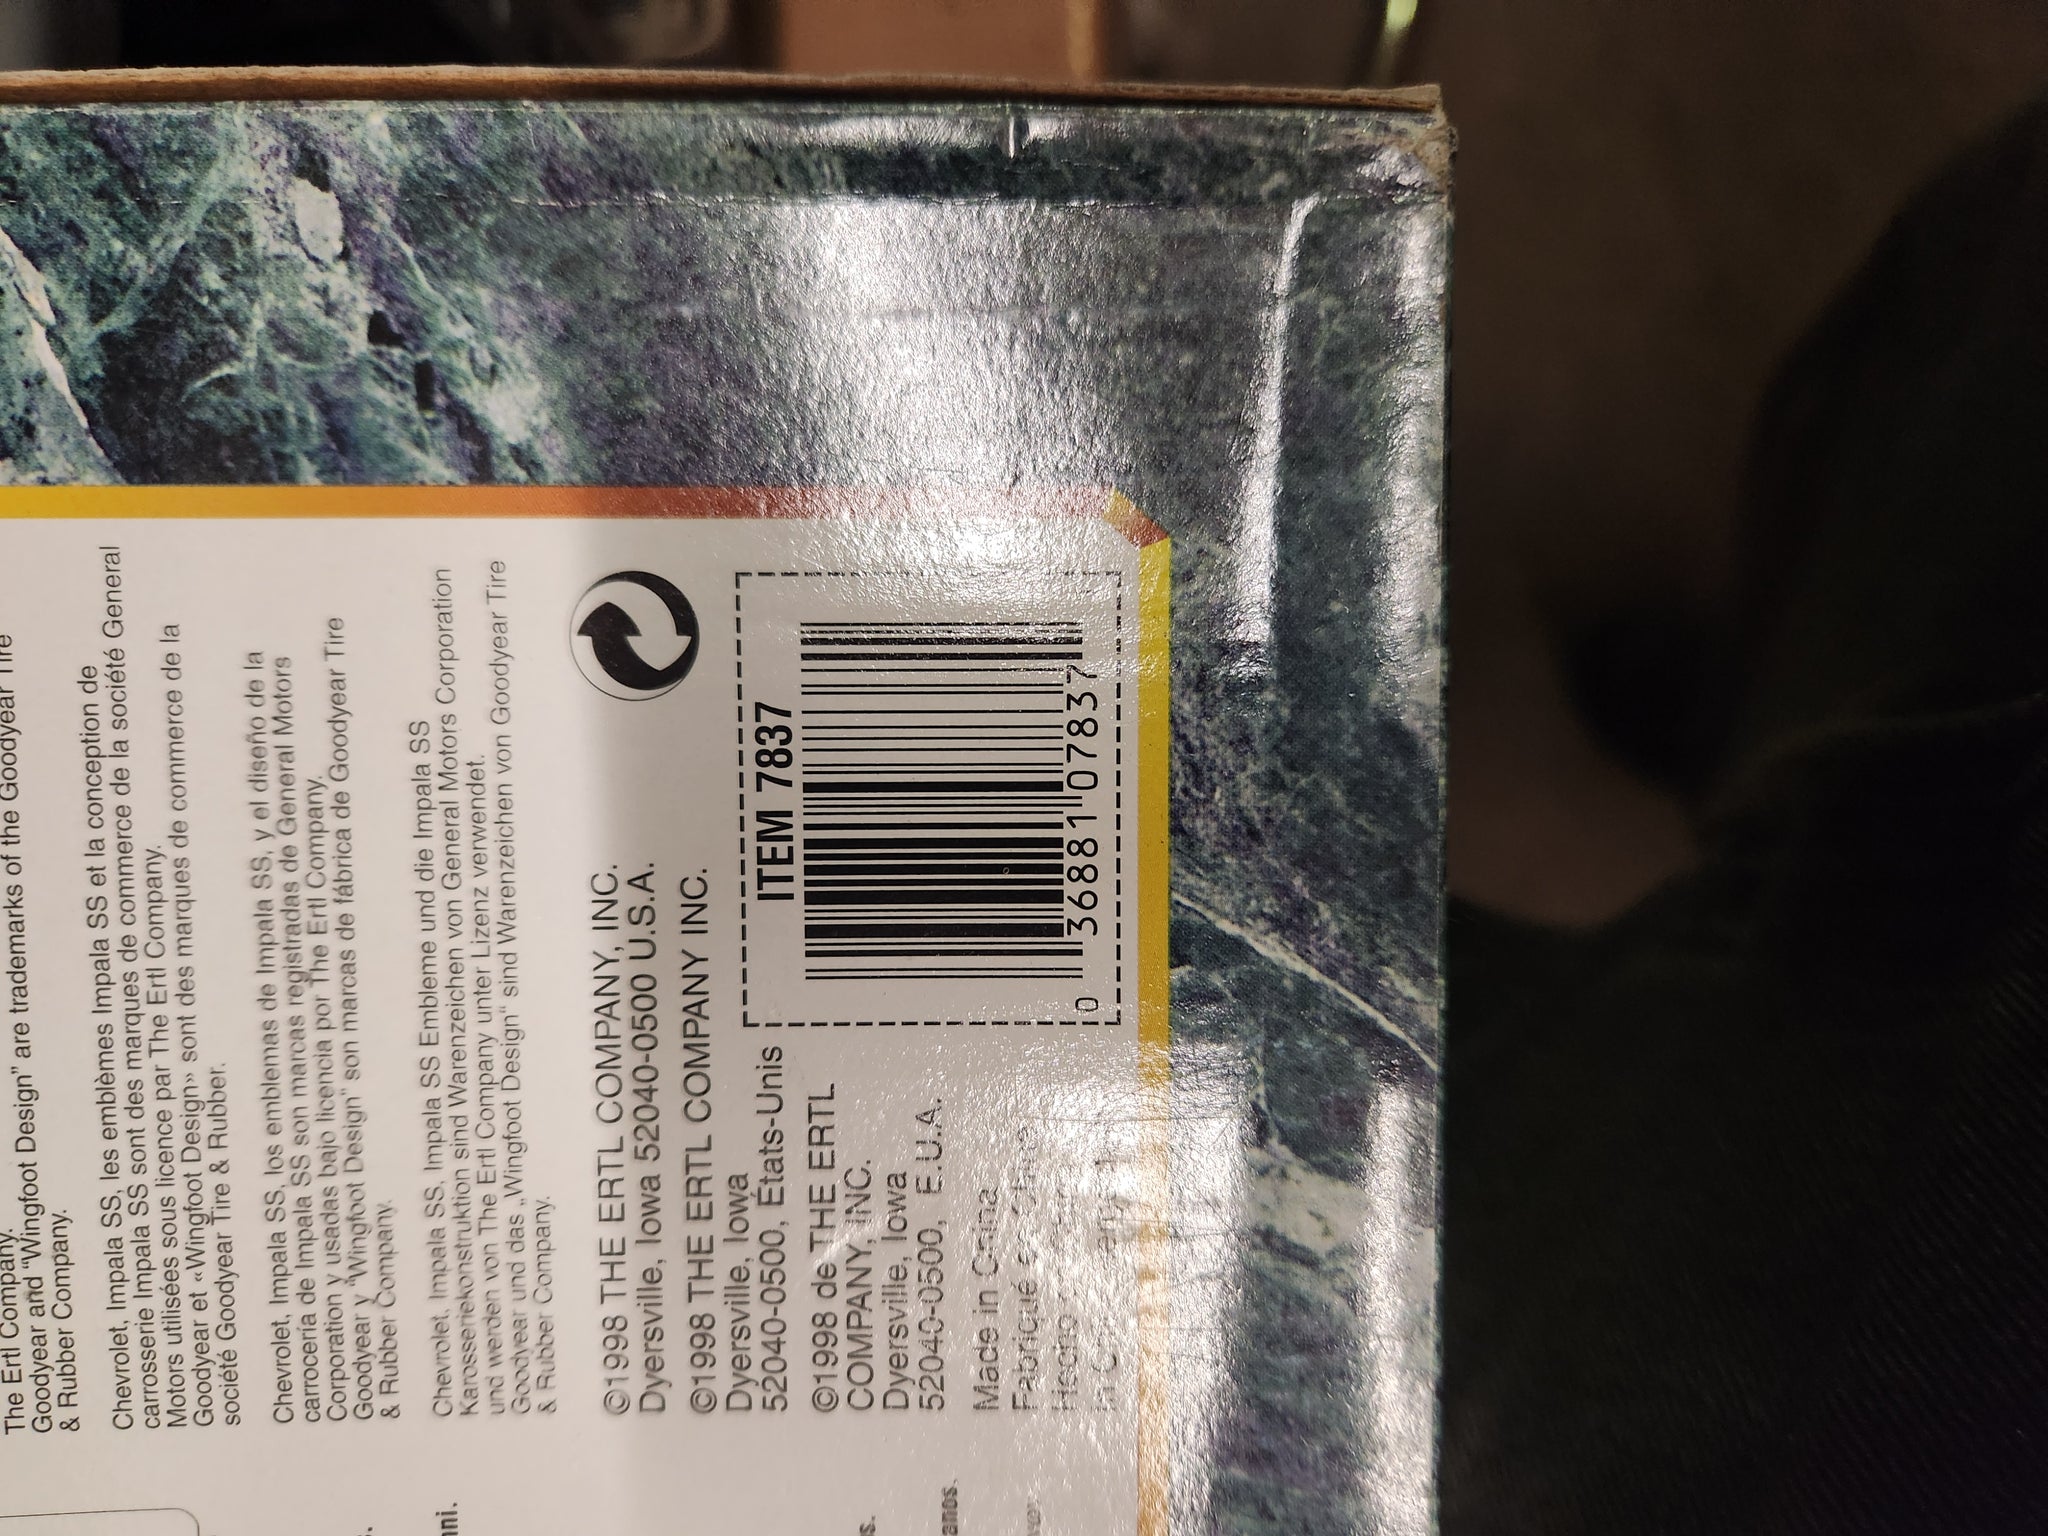 The Ertl Company.
Goodyear and "Wingfoot Design" are trademarks of the Goodyear Tire
& Rubber Company.
Chevrolet, Impala SS, les emblèmes Impala SS et la conception de
carrosserie Impala SS sont des marques de commerce de la société General
Motors utilisées sous licence par The Ertl Company.
Goodyear et «Wingfoot Design» sont des marques de commerce de la
société Goodyear Tire & Rubber.
Chevrolet, Impala SS, los emblemas de Impala SS, y el diseño de la
carrocería de Impala SS son marcas registradas de General Motors
Corporation y usadas bajo licencia por The Ertl Company.
Goodyear y "Wingfoot Design" son marcas de fábrica de Goodyear Tire
& Rubber Company.
Chevrolet, Impala SS, Impala SS Embleme und die Impala SS
Karosseriekonstruktion sind Warenzeichen von General Motors Corporation
und werden von The Ertl Company unter Lizenz verwendet.
Goodyear und das „Wingfoot Design" sind Warenzeichen von Goodyear Tire
& Rubber Company.
©1998 THE ERTL COMPANY, INC.
Dyersville, Iowa 52040-0500 U.S.A.
©1998 THE ERTL COMPANY INC.
Dyersville, Iowa
52040-0500, États-Unis
©1998 de THE ERTL
COMPANY, INC.
Dyersville, Iowa
52040-0500, E.U.A.
Made in China
Fabriqué
Hecho
ITEM 7837
0 36881 07837